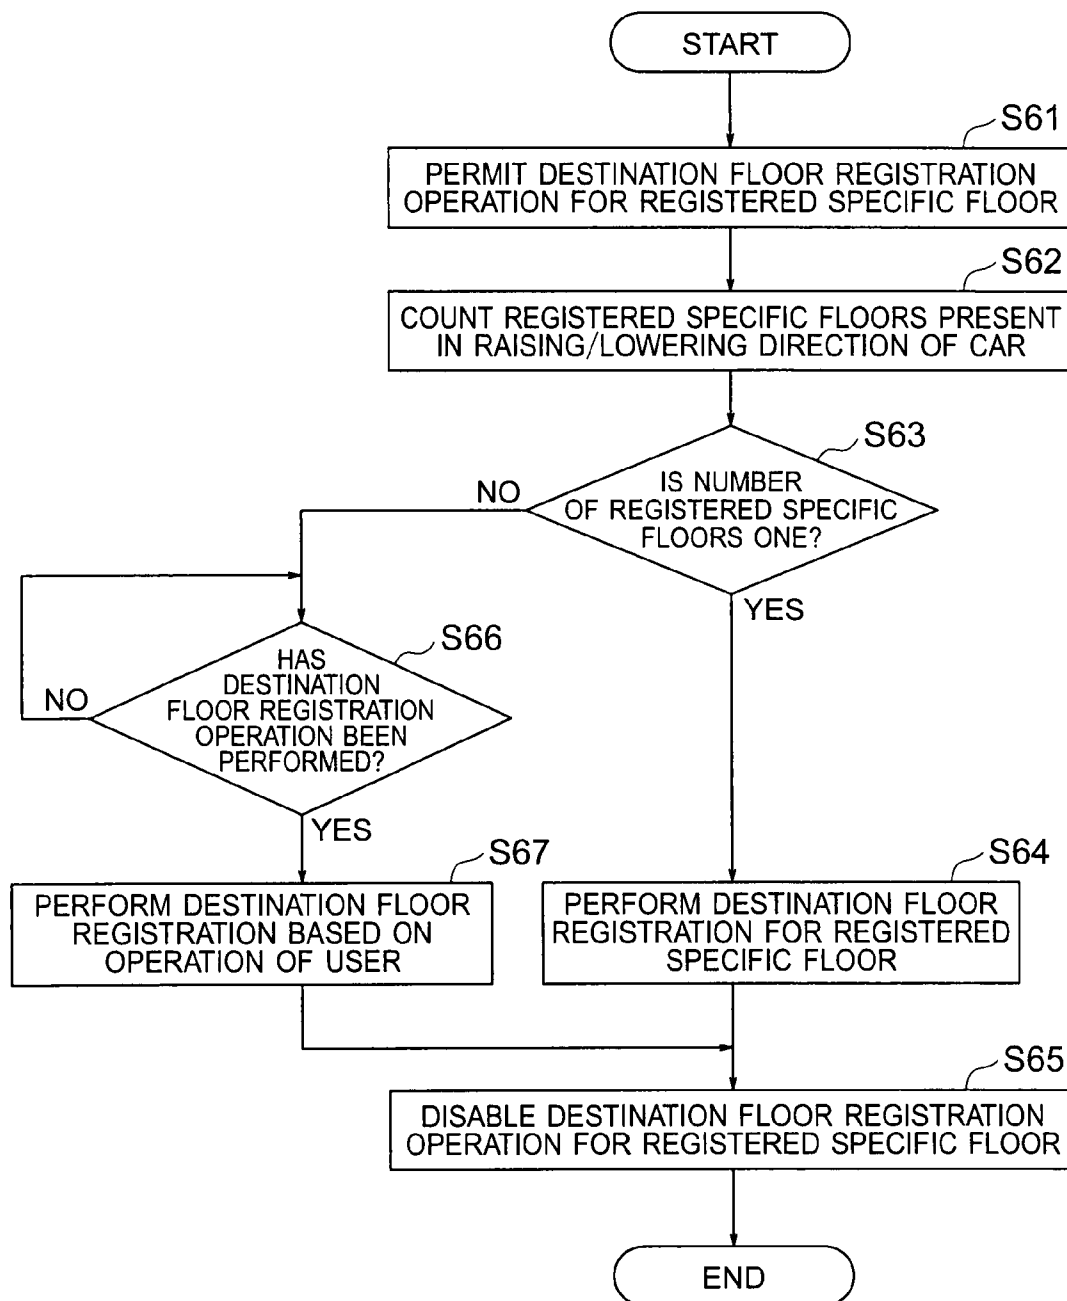 START
S61
PERMIT DESTINATION FLOOR REGISTRATION
OPERATION FOR REGISTERED SPECIFIC FLOOR
S62
COUNT REGISTERED SPECIFIC FLOORS PRESENT
IN RAISING/LOWERING DIRECTION OF CAR
S63
IS NUMBER
OF REGISTERED SPECIFIC
FLOORS ONE?
NO
YES
S66
HAS
DESTINATION
FLOOR REGISTRATION
OPERATION BEEN
PERFORMED?
NO
YES
S67
PERFORM DESTINATION FLOOR
REGISTRATION BASED ON
OPERATION OF USER
S64
PERFORM DESTINATION FLOOR
REGISTRATION FOR REGISTERED
SPECIFIC FLOOR
S65
DISABLE DESTINATION FLOOR REGISTRATION
OPERATION FOR REGISTERED SPECIFIC FLOOR
END